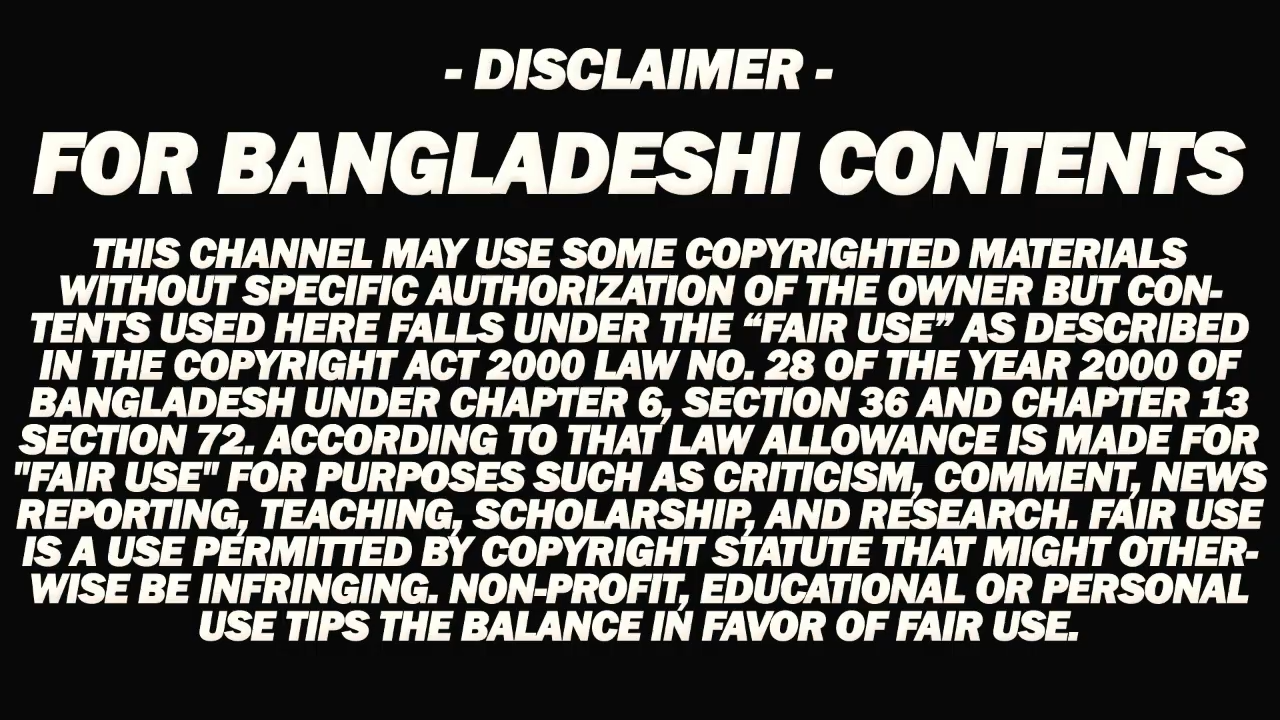 - DISCLAIMER -
FOR BANGLADESHI CONTENTS
THIS CHANNEL MAY USE SOME COPYRIGHTED MATERIALS
WITHOUT SPECIFIC AUTHORIZATION OF THE OWNER BUT CON-
TENTS USED HERE FALLS UNDER THE “FAIR USE” AS DESCRIBED
IN THE COPYRIGHT ACT 2000 LAW NO. 28 OF THE YEAR 2000 OF
BANGLADESH UNDER CHAPTER 6, SECTION 36 AND CHAPTER 13
SECTION 72. ACCORDING TO THAT LAW ALLOWANCE IS MADE FOR
"FAIR USE" FOR PURPOSES SUCH AS CRITICISM, COMMENT, NEWS
REPORTING, TEACHING, SCHOLARSHIP, AND RESEARCH. FAIR USE
IS A USE PERMITTED BY COPYRIGHT STATUTE THAT MIGHT OTHER-
WISE BE INFRINGING. NON-PROFIT, EDUCATIONAL OR PERSONAL
USE TIPS THE BALANCE IN FAVOR OF FAIR USE.